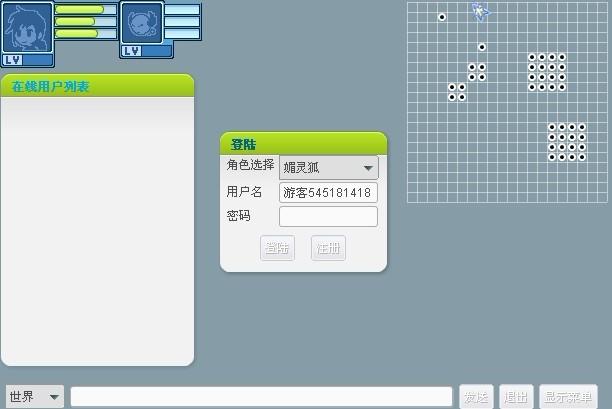 LV
LV
在线用户列表
登陆
角色选择 媚灵狐
用户名 游客545181418
密码
登陆 注册
世界 发送 退出 显示菜单